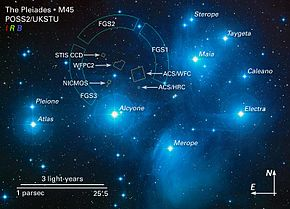 The Pleiades • M45
POSS2/UKSTU
I R B
FGS2
Sterope
Taygeta
STIS CCD
FGS1
WFPC2
Maia
ACS/WFC
Caleano
NICMOS
FGS3
ACS/HRC
Pleione
Alcyone
Electra
Atlas
Merope
3 light-years
1 parsec
25'.5
N
E